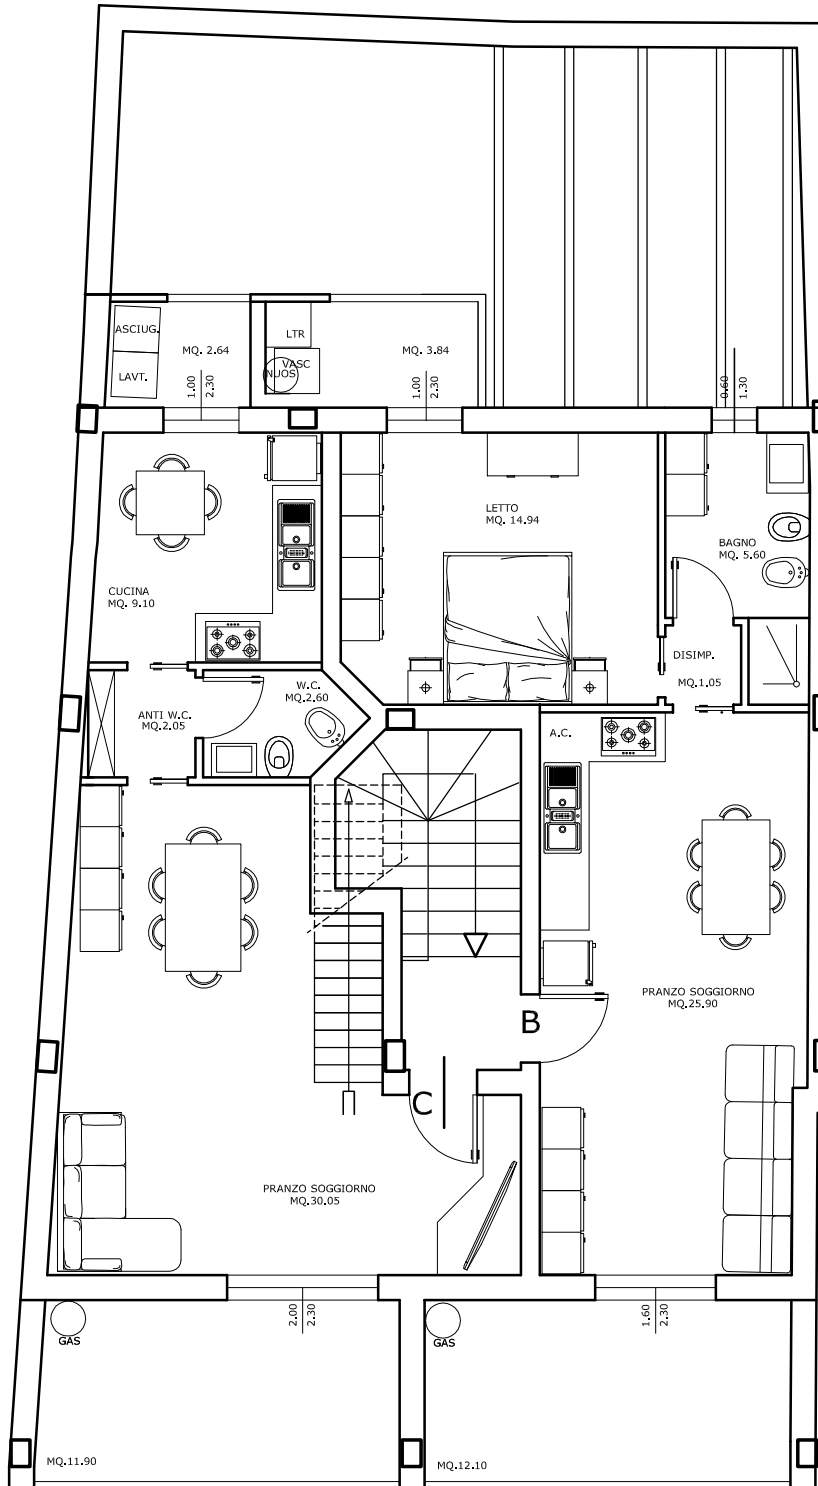 ASCIUG.
LAVT.
MQ. 2.64
LTR
VASC
MQ. 3.84
1.00
2.30
1.00
2.30
0.60
1.30
LETTO
MQ. 14.94
BAGNO
MQ. 5.60
CUCINA
MQ. 9.10
DISIMP.
MQ.1.05
W.C.
MQ.2.60
ANTI W.C.
MQ.2.05
A.C.
PRANZO SOGGIORNO
MQ.25.90
B
C
PRANZO SOGGIORNO
MQ.30.05
2.00
2.30
1.60
2.30
GAS
GAS
MQ.11.90
MQ.12.10